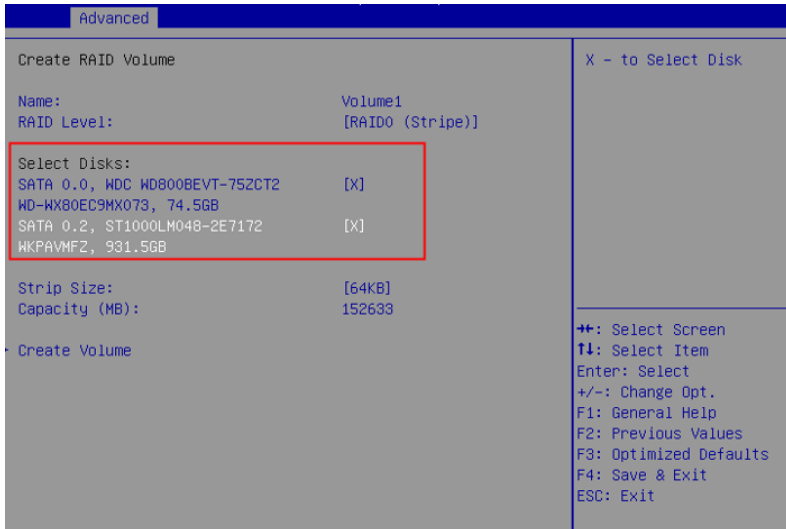 Advanced
Create RAID Volume
Name: Volume1
RAID Level: [RAID0 (Stripe)]
Select Disks:
SATA 0.0, WDC WD800BEVT-75ZCT2 [X]
WD-WX80EC9MX073, 74.5GB
SATA 0.2, ST1000LM048-2E7172 [X]
WKPAVMFZ, 931.5GB
Strip Size: [64KB]
Capacity (MB): 152633
Create Volume
X - to Select Disk
→←: Select Screen
↑↓: Select Item
Enter: Select
+/-: Change Opt.
F1: General Help
F2: Previous Values
F3: Optimized Defaults
F4: Save & Exit
ESC: Exit